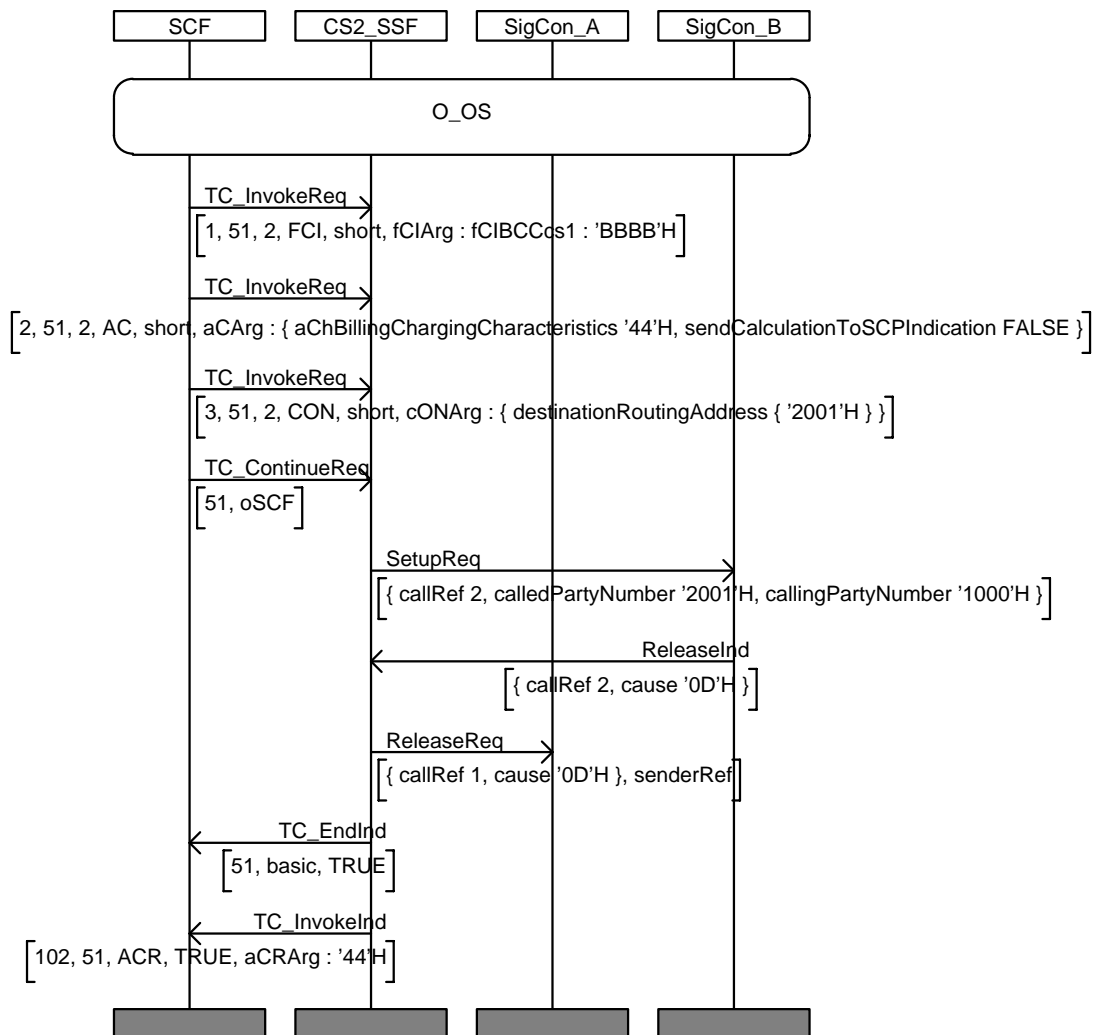 SCF CS2_SSF SigCon_A SigCon_B
O_OS
TC_InvokeReq
1, 51, 2, FCI, short, fCIArg : fCIBCCcs1 : 'BBBB'H
TC_InvokeReq
2, 51, 2, AC, short, aCArg : { aChBillingChargingCharacteristics '44'H, sendCalculationToSCPIndication FALSE }
TC_InvokeReq
3, 51, 2, CON, short, cONArg : { destinationRoutingAddress { '2001'H } }
TC_ContinueReq
51, oSCF
SetupReq
{ callRef 2, calledPartyNumber '2001'H, callingPartyNumber '1000'H }
ReleaseInd
{ callRef 2, cause '0D'H }
ReleaseReq
{ callRef 1, cause '0D'H }, senderRef
TC_EndInd
51, basic, TRUE
TC_InvokeInd
102, 51, ACR, TRUE, aCRArg : '44'H